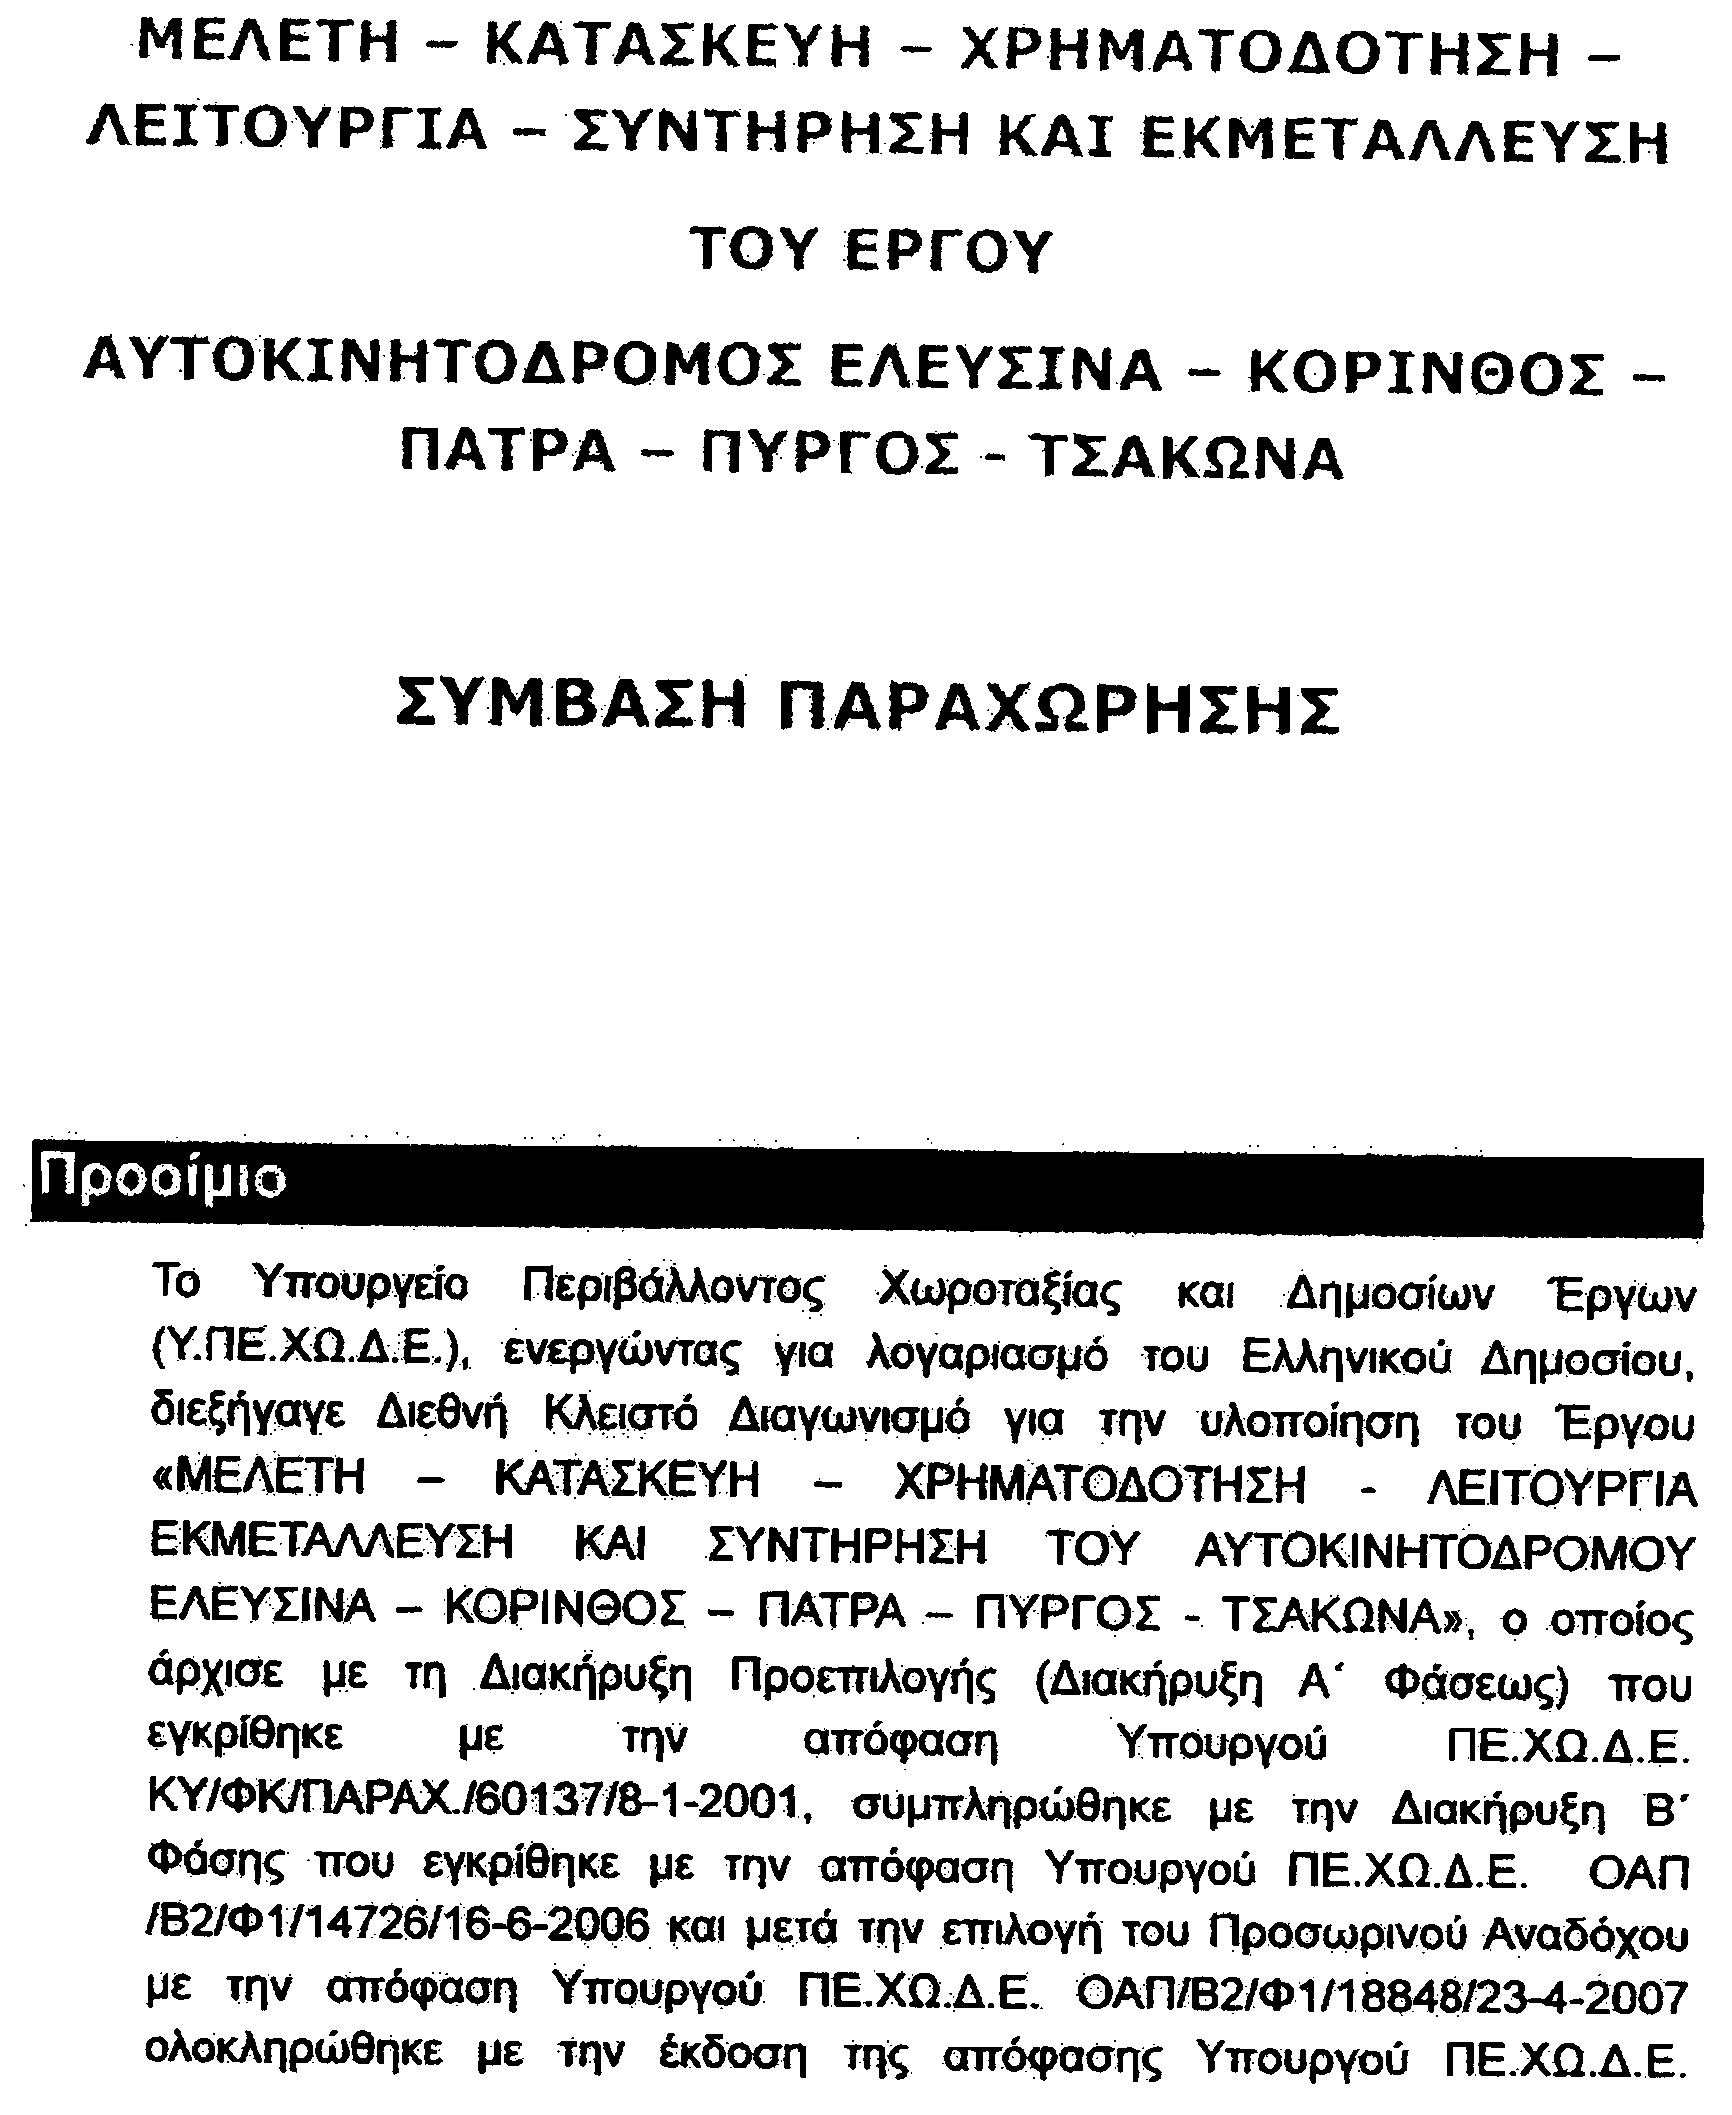 ΜΕΛΕΤΗ – ΚΑΤΑΣΚΕΥΗ – ΧΡΗΜΑΤΟΔΟΤΗΣΗ –
ΛΕΙΤΟΥΡΓΙΑ – ΣΥΝΤΗΡΗΣΗ ΚΑΙ ΕΚΜΕΤΑΛΛΕΥΣΗ
ΤΟΥ ΕΡΓΟΥ
ΑΥΤΟΚΙΝΗΤΟΔΡΟΜΟΣ ΕΛΕΥΣΙΝΑ – ΚΟΡΙΝΘΟΣ –
ΠΑΤΡΑ – ΠΥΡΓΟΣ - ΤΣΑΚΩΝΑ
ΣΥΜΒΑΣΗ ΠΑΡΑΧΩΡΗΣΗΣ
Προοίμιο
Το Υπουργείο Περιβάλλοντος Χωροταξίας και Δημοσίων Έργων
(Υ.ΠΕ.ΧΩ.Δ.Ε.), ενεργώντας για λογαριασμό του Ελληνικού Δημοσίου,
διεξήγαγε Διεθνή Κλειστό Διαγωνισμό για την υλοποίηση του Έργου
«ΜΕΛΕΤΗ – ΚΑΤΑΣΚΕΥΗ – ΧΡΗΜΑΤΟΔΟΤΗΣΗ - ΛΕΙΤΟΥΡΓΙΑ
ΕΚΜΕΤΑΛΛΕΥΣΗ ΚΑΙ ΣΥΝΤΗΡΗΣΗ ΤΟΥ ΑΥΤΟΚΙΝΗΤΟΔΡΟΜΟΥ
ΕΛΕΥΣΙΝΑ – ΚΟΡΙΝΘΟΣ – ΠΑΤΡΑ – ΠΥΡΓΟΣ - ΤΣΑΚΩΝΑ», ο οποίος
άρχισε με τη Διακήρυξη Προεπιλογής (Διακήρυξη Α΄ Φάσεως) που
εγκρίθηκε με την απόφαση Υπουργού ΠΕ.ΧΩ.Δ.Ε.
ΚΥ/ΦΚ/ΠΑΡΑΧ./60137/8-1-2001, συμπληρώθηκε με την Διακήρυξη Β΄
Φάσης που εγκρίθηκε με την απόφαση Υπουργού ΠΕ.ΧΩ.Δ.Ε. ΟΑΠ
/Β2/Φ1/14726/16-6-2006 και μετά την επιλογή του Προσωρινού Αναδόχου
με την απόφαση Υπουργού ΠΕ.ΧΩ.Δ.Ε. ΟΑΠ/Β2/Φ1/18848/23-4-2007
ολοκληρώθηκε με την έκδοση της απόφασης Υπουργού ΠΕ.ΧΩ.Δ.Ε.